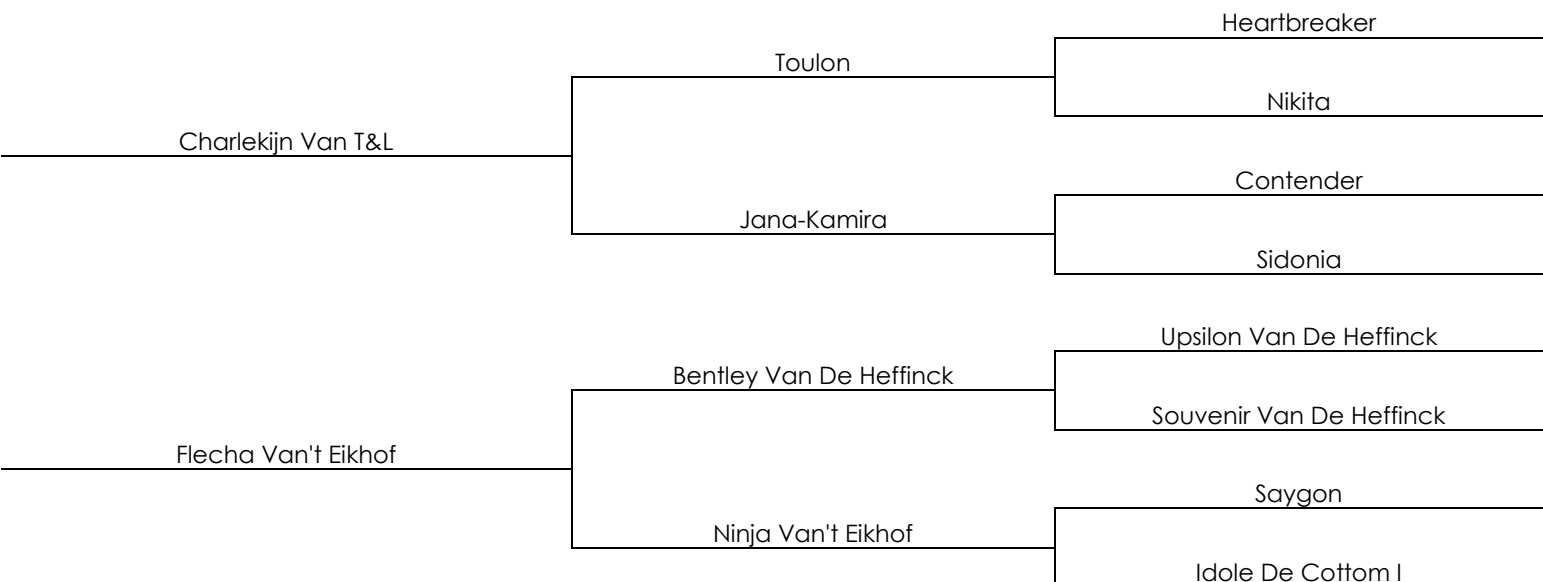 Heartbreaker
Toulon
Nikita
Charlekijn Van T&L
Contender
Jana-Kamira
Sidonia
Upsilon Van De Heffinck
Bentley Van De Heffinck
Souvenir Van De Heffinck
Flecha Van't Eikhof
Saygon
Ninja Van't Eikhof
Idole De Cottom I